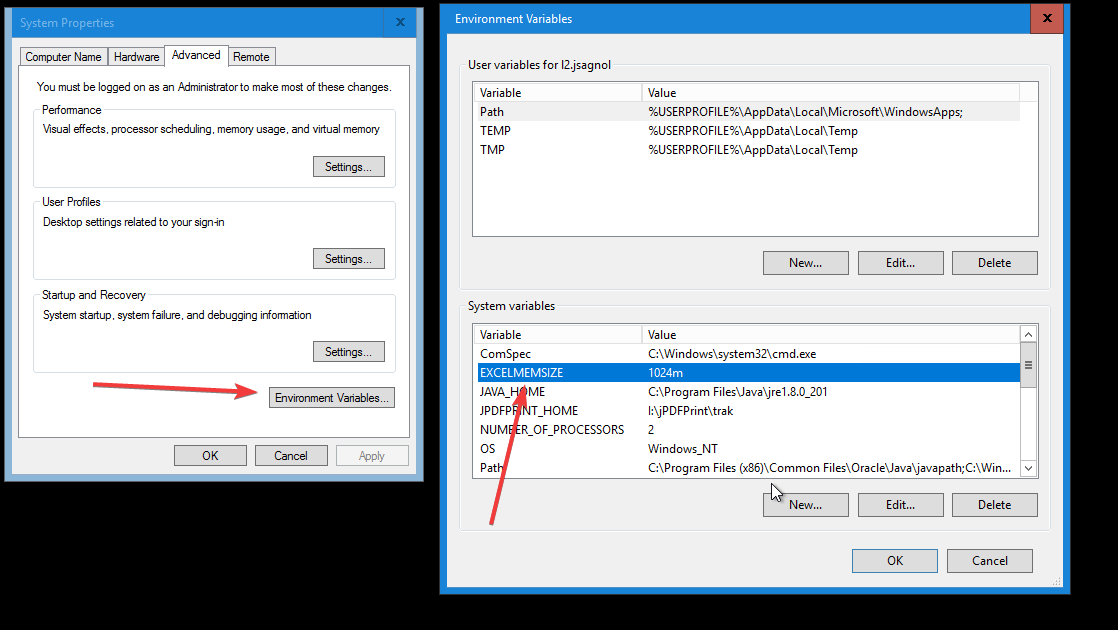 System Properties
Computer Name
Hardware
Advanced
Remote
You must be logged on as an Administrator to make most of these changes.
Performance
Visual effects, processor scheduling, memory usage, and virtual memory
Settings...
User Profiles
Desktop settings related to your sign-in
Settings...
Startup and Recovery
System startup, system failure, and debugging information
Settings...
Environment Variables...
OK
Cancel
Apply
Environment Variables
User variables for l2.jsagnol
Variable Value
Path %USERPROFILE%\AppData\Local\Microsoft\WindowsApps;
TEMP %USERPROFILE%\AppData\Local\Temp
TMP %USERPROFILE%\AppData\Local\Temp
New...
Edit...
Delete
System variables
Variable Value
ComSpec C:\Windows\system32\cmd.exe
EXCELMEMSIZE 1024m
JAVA_HOME C:\Program Files\Java\jre1.8.0_201
JPDFPRINT_HOME I:\jPDFPrint\trak
NUMBER_OF_PROCESSORS 2
OS Windows_NT
Path C:\Program Files (x86)\Common Files\Oracle\Java\javapath;C:\Win...
New...
Edit...
Delete
OK
Cancel